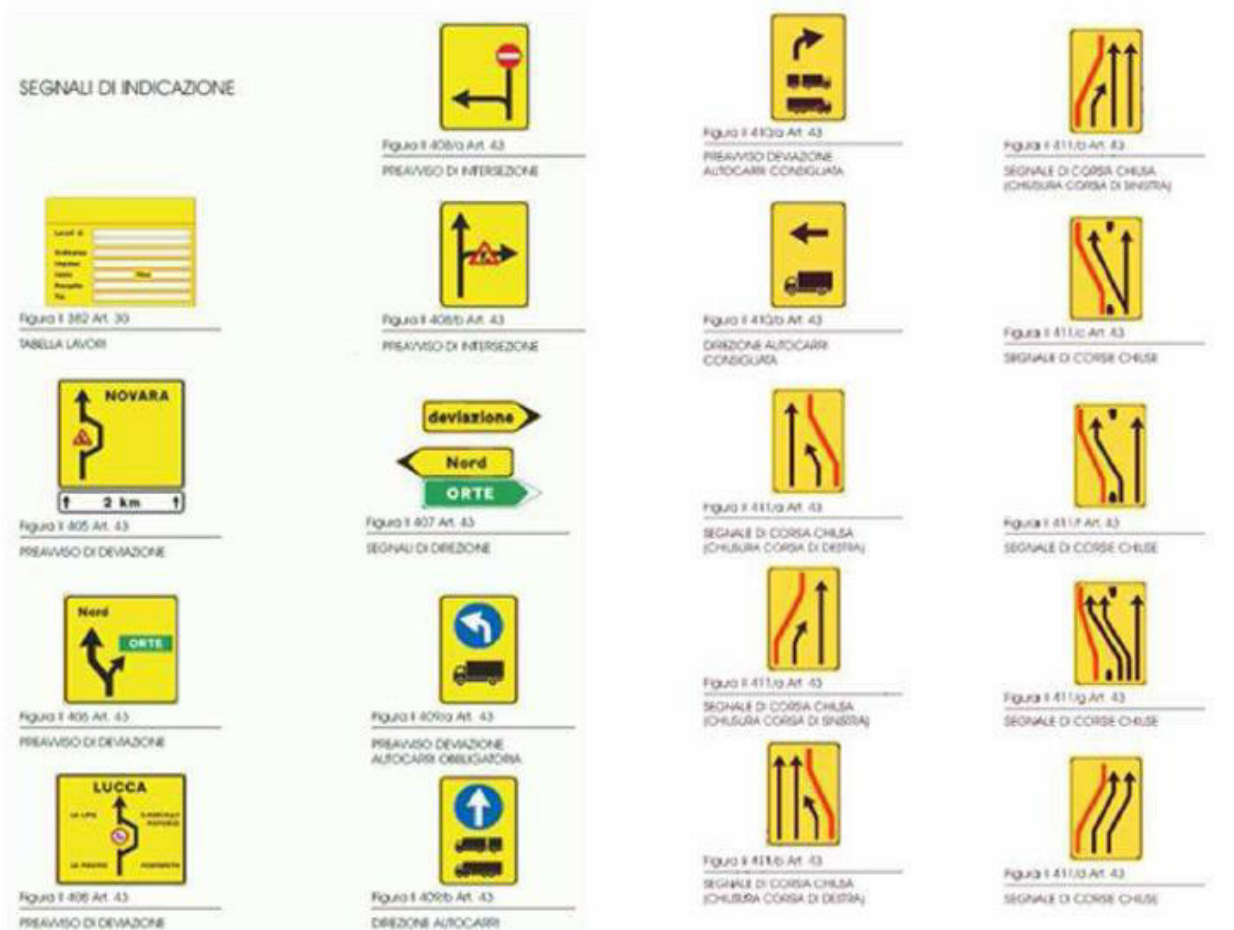 SEGNALI DI INDICAZIONE
Figura II 382 Art. 30
TABELLA LAVORI
NOVARA
2 km
Figura II 405 Art. 43
PREAVVISO DI DEVIAZIONE
Nord
ORTE
Figura II 406 Art. 43
PREAVVISO DI DEVIAZIONE
LUCCA
Figura II 406 Art. 43
PREAVVISO DI DEVIAZIONE
Figura II 408/a Art. 43
PREAVVISO DI INTERSEZIONE
Figura II 408/b Art. 43
PREAVVISO DI INTERSEZIONE
deviazione
Nord
ORTE
Figura II 407 Art. 43
SEGNALI DI DIREZIONE
Figura II 409/a Art. 43
PREAVVISO DEVIAZIONE
AUTOCARRI OBBLIGATORIA
Figura II 409/b Art. 43
DIREZIONE AUTOCARRI
Figura II 410/a Art. 43
PREAVVISO DEVIAZIONE
AUTOCARRI CONSIGLIATA
Figura II 410/b Art. 43
DIREZIONE AUTOCARRI
CONSIGLIATA
Figura II 411/a Art. 43
SEGNALE DI CORSIA CHIUSA
(CHIUSURA CORSIA DI DESTRA)
Figura II 411/a Art. 43
SEGNALE DI CORSIA CHIUSA
(CHIUSURA CORSIA DI SINISTRA)
Figura II 411/b Art. 43
SEGNALE DI CORSIA CHIUSA
(CHIUSURA CORSIA DI DESTRA)
Figura II 411/b Art. 43
SEGNALE DI CORSIA CHIUSA
(CHIUSURA CORSIA DI SINISTRA)
Figura II 411/c Art. 43
SEGNALE DI CORSIE CHIUSE
Figura II 411/f Art. 43
SEGNALE DI CORSIE CHIUSE
Figura II 411/g Art. 43
SEGNALE DI CORSIE CHIUSE
Figura II 411/d Art. 43
SEGNALE DI CORSIE CHIUSE